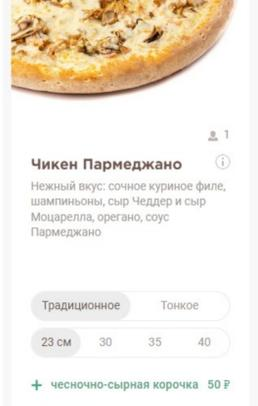 1
Чикен Пармеджано
Нежный вкус: сочное куриное филе,
шампиньоны, сыр Чеддер и сыр
Моцарелла, орегано, соус
Пармеджано
Традиционное Тонкое
23 см 30 35 40
+ чесночно-сырная корочка 50 ₽